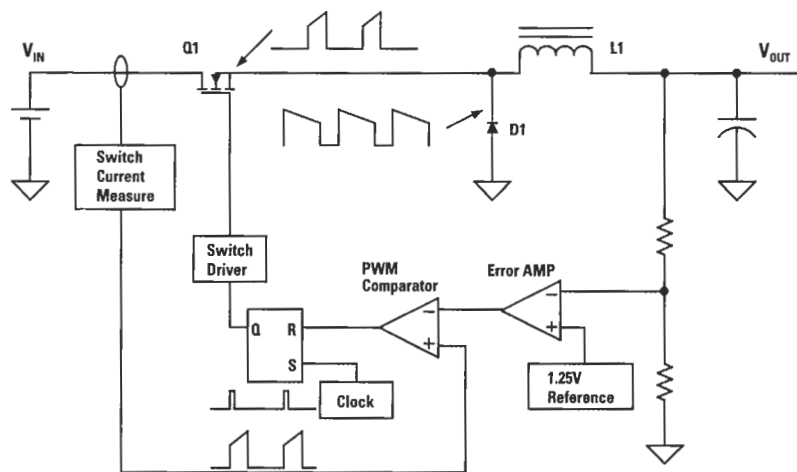 Q1
L1
V_IN
V_OUT
D1
Switch
Current
Measure
Switch
Driver
PWM
Comparator
Error AMP
−
+
−
+
Q
R
S
1.25V
Reference
Clock